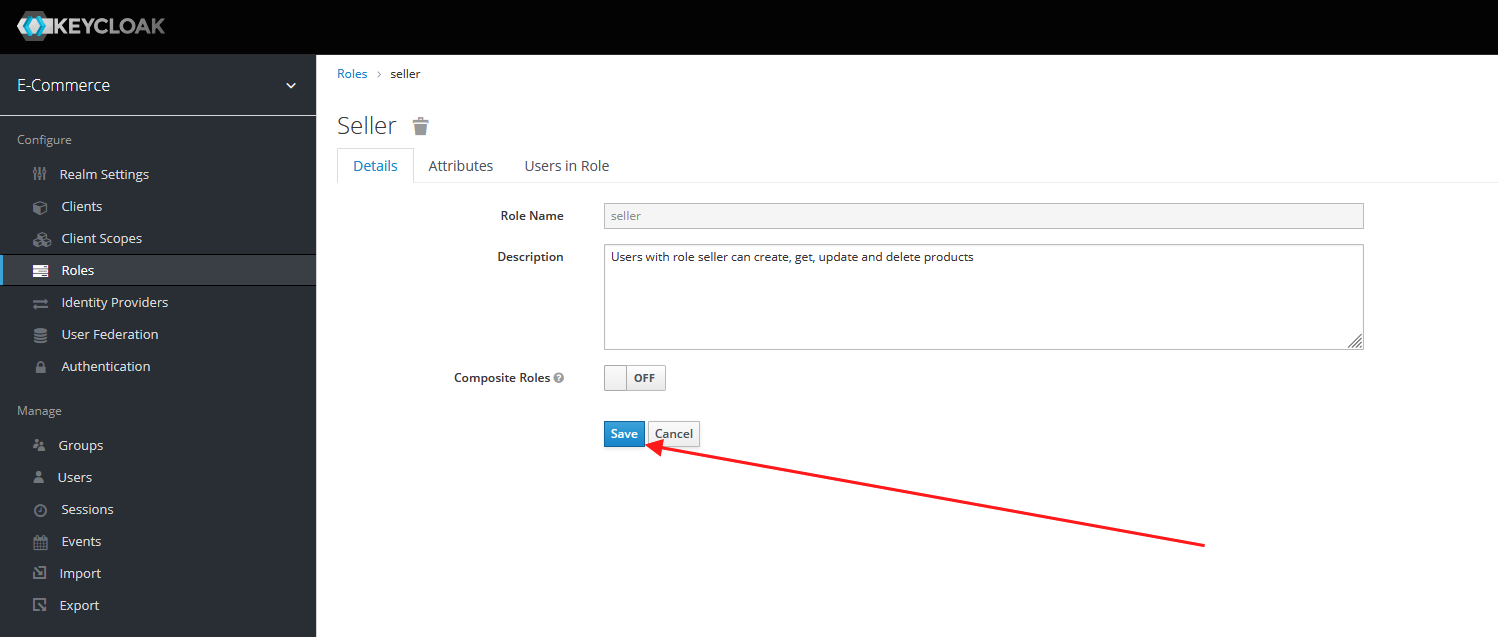 KEYCLOAK
E-Commerce
Configure
Realm Settings
Clients
Client Scopes
Roles
Identity Providers
User Federation
Authentication
Manage
Groups
Users
Sessions
Events
Import
Export
Roles > seller
Seller
Details Attributes Users in Role
Role Name seller
Description Users with role seller can create, get, update and delete products
Composite Roles ? OFF
Save Cancel